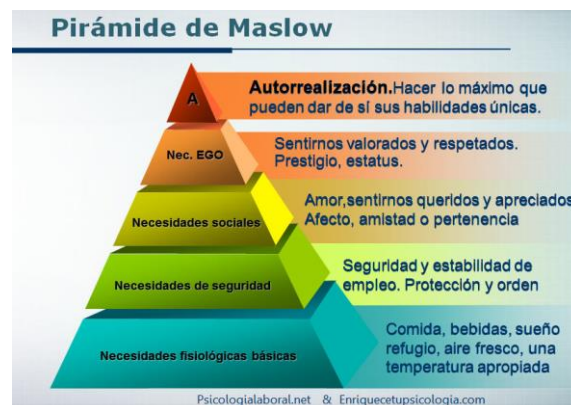 Pirámide de Maslow
A
Autorrealización.Hacer lo máximo que
pueden dar de sí sus habilidades únicas.
Nec. EGO
Sentirnos valorados y respetados.
Prestigio, estatus.
Necesidades sociales
Amor,sentirnos queridos y apreciados
Afecto, amistad o pertenencia
Necesidades de seguridad
Seguridad y estabilidad de
empleo. Protección y orden
Necesidades fisiológicas básicas
Comida, bebidas, sueño
refugio, aire fresco, una
temperatura apropiada
Psicologialaboral.net & Enriquecetupsicologia.com